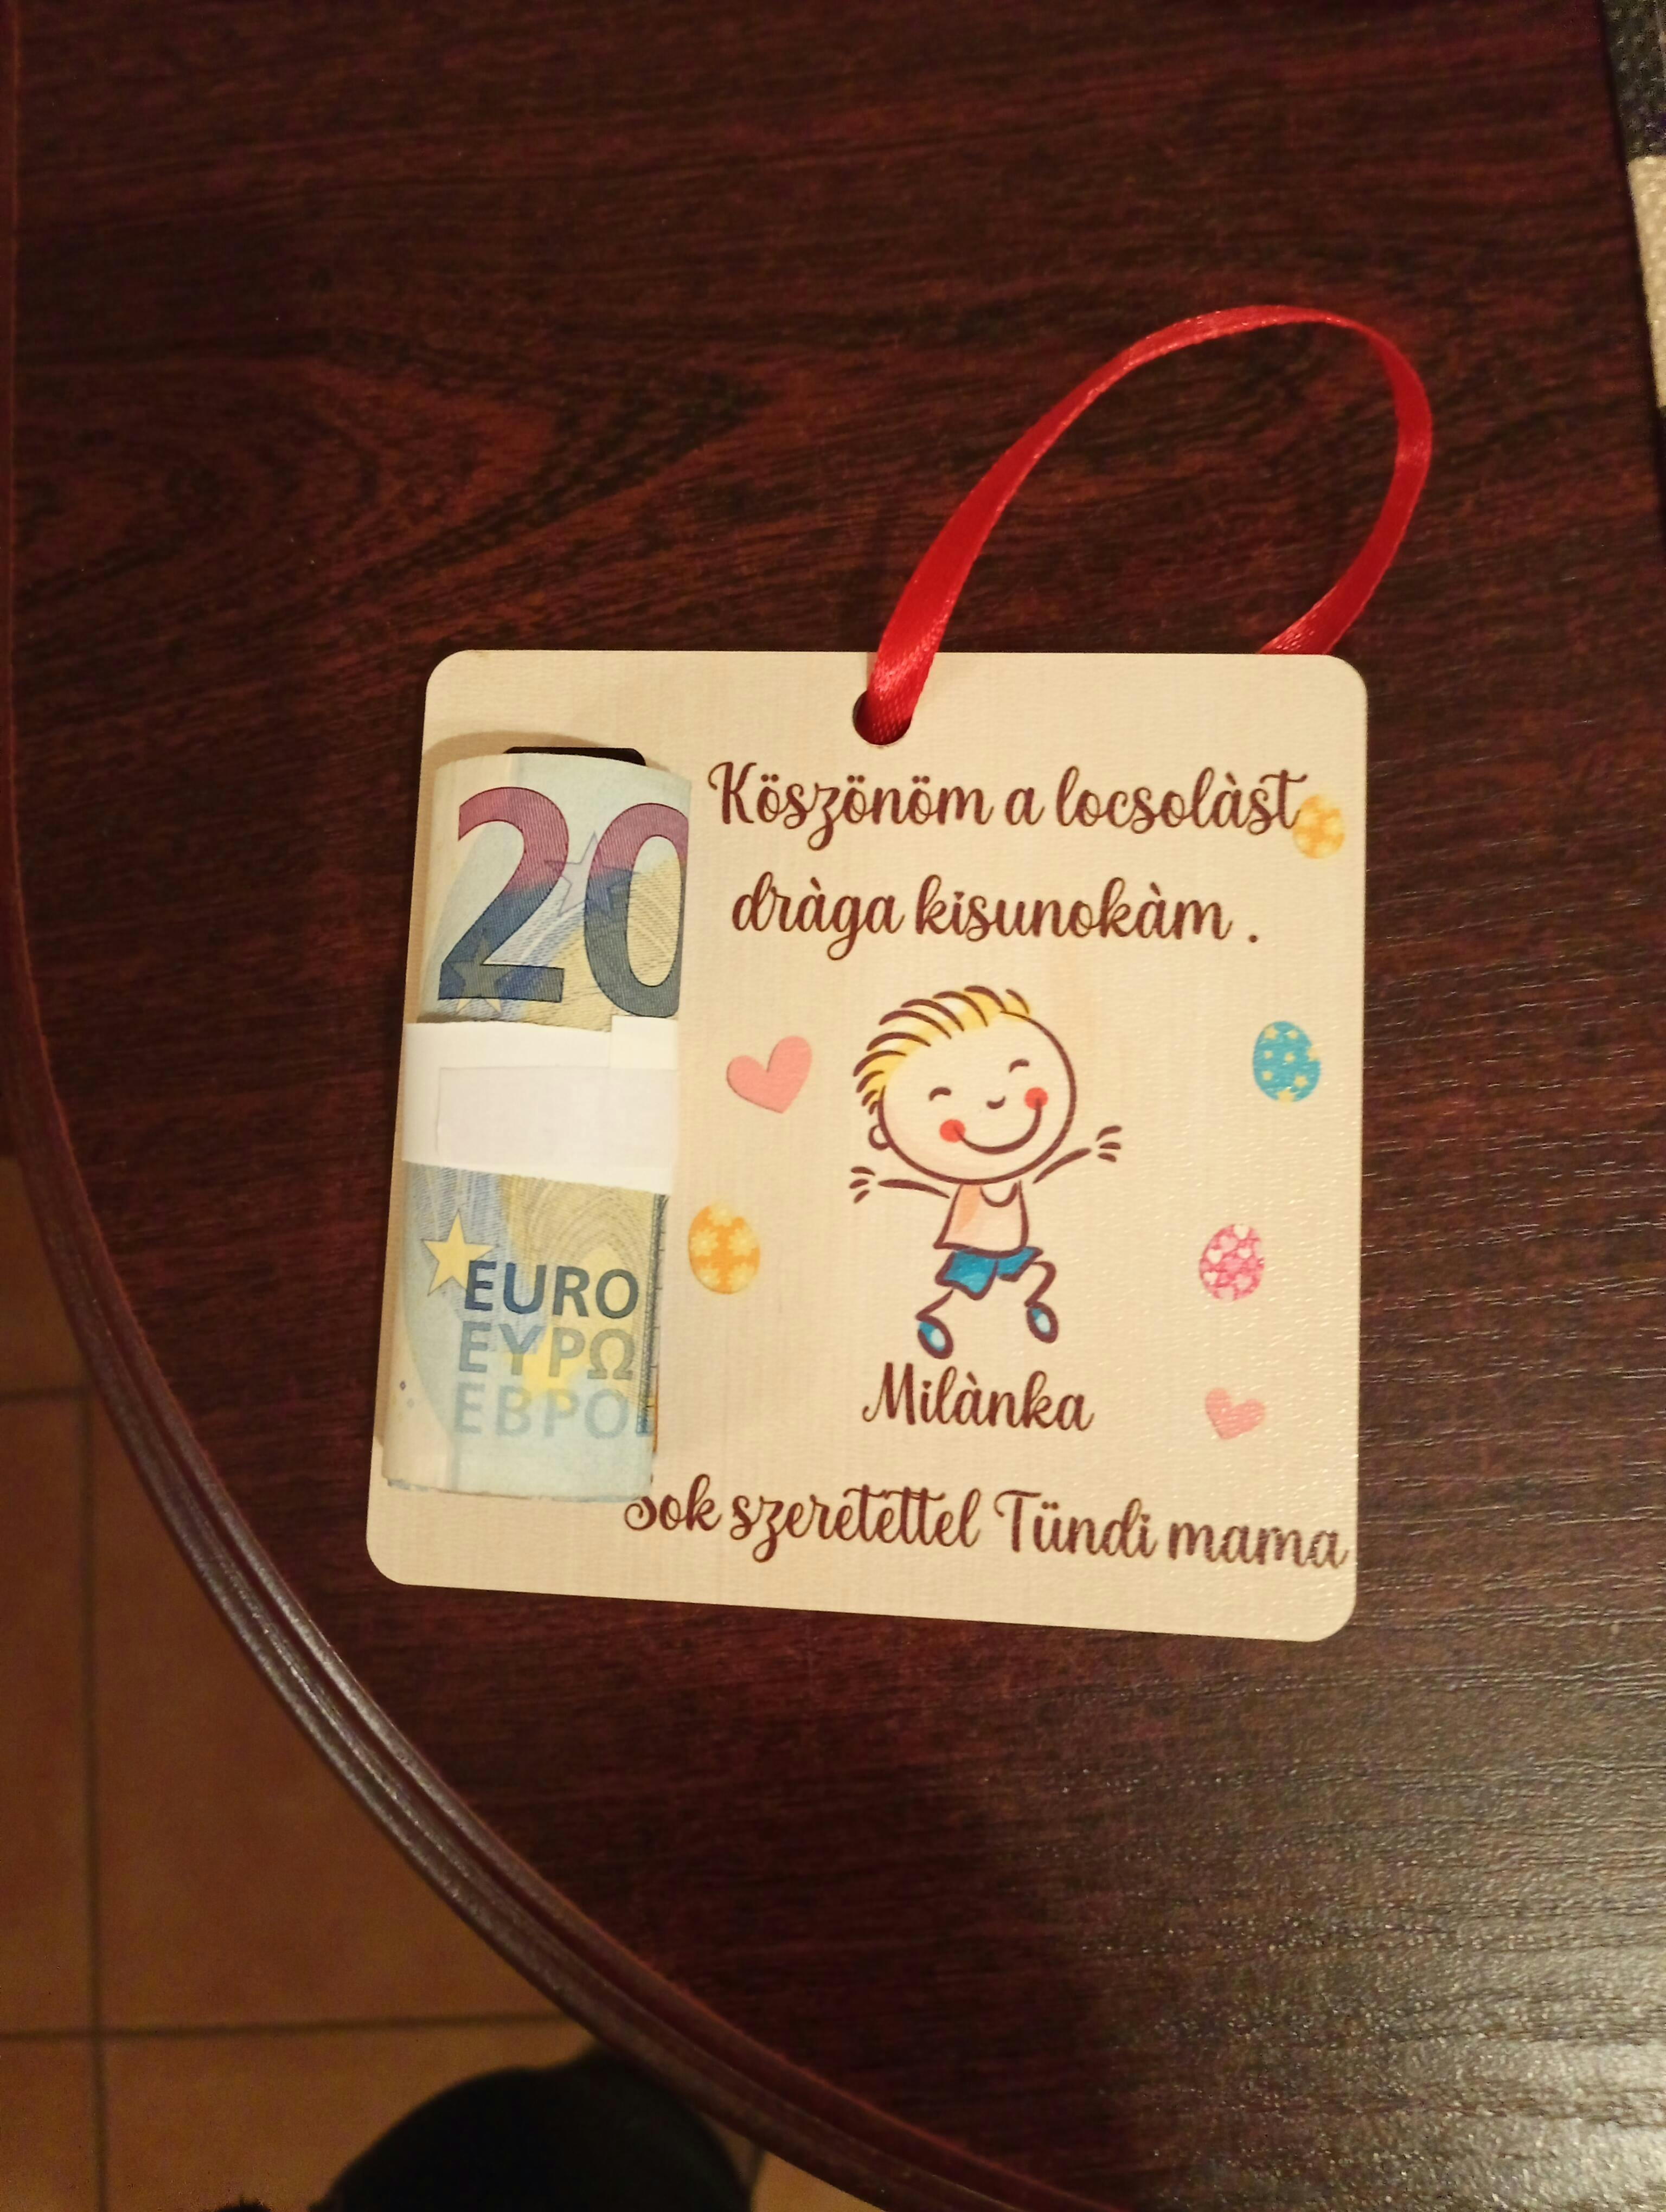 Köszönöm a locsolàst
dràga kisunokàm .
20
EURO
ΕΥΡΩ
ЕВРО
Milànka
Sok szeretettel Tündi mama